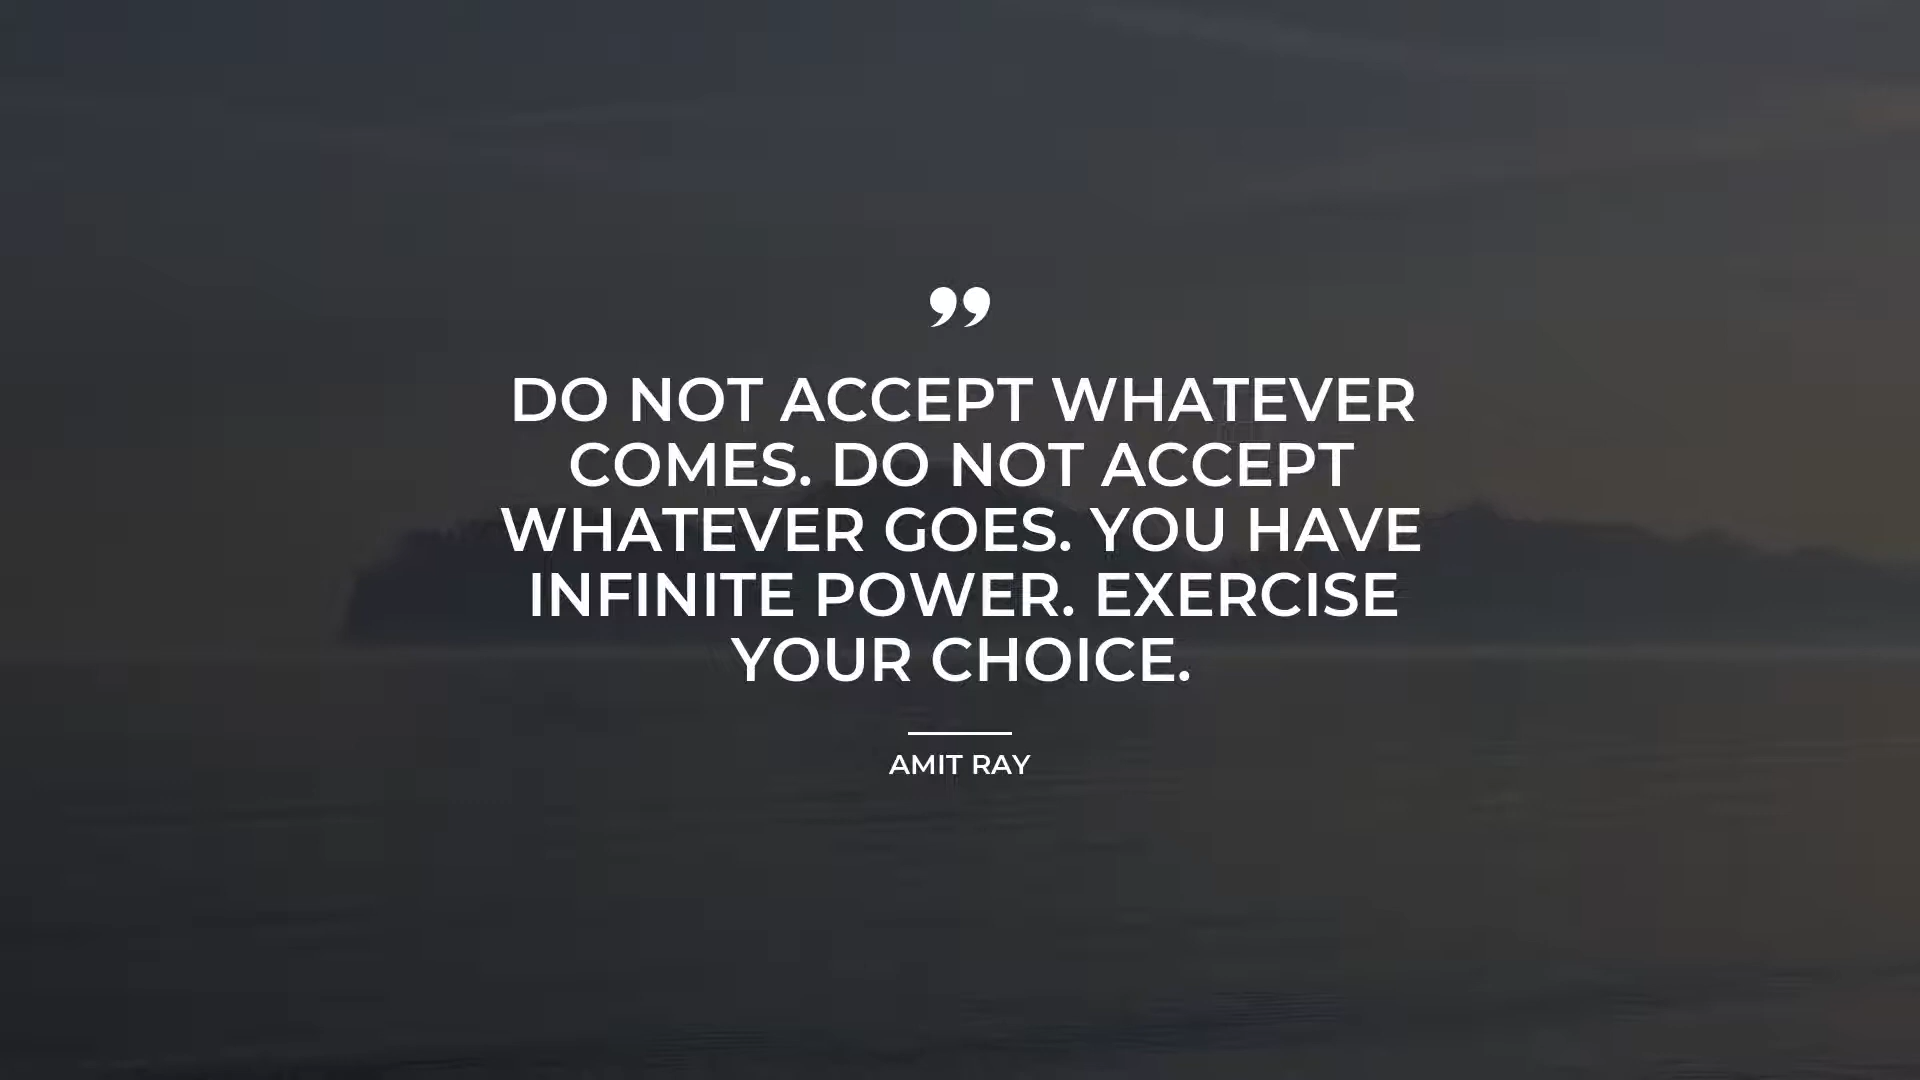 ”
DO NOT ACCEPT WHATEVER
COMES. DO NOT ACCEPT
WHATEVER GOES. YOU HAVE
INFINITE POWER. EXERCISE
YOUR CHOICE.
AMIT RAY